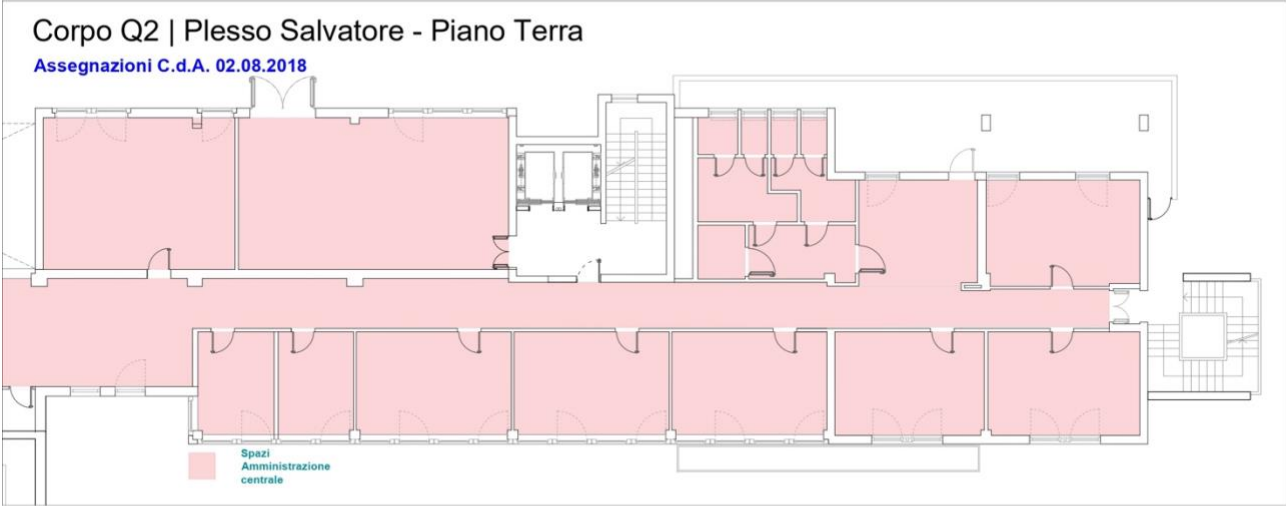 Corpo Q2 | Plesso Salvatore - Piano Terra
Assegnazioni C.d.A. 02.08.2018
Spazi
Amministrazione
centrale